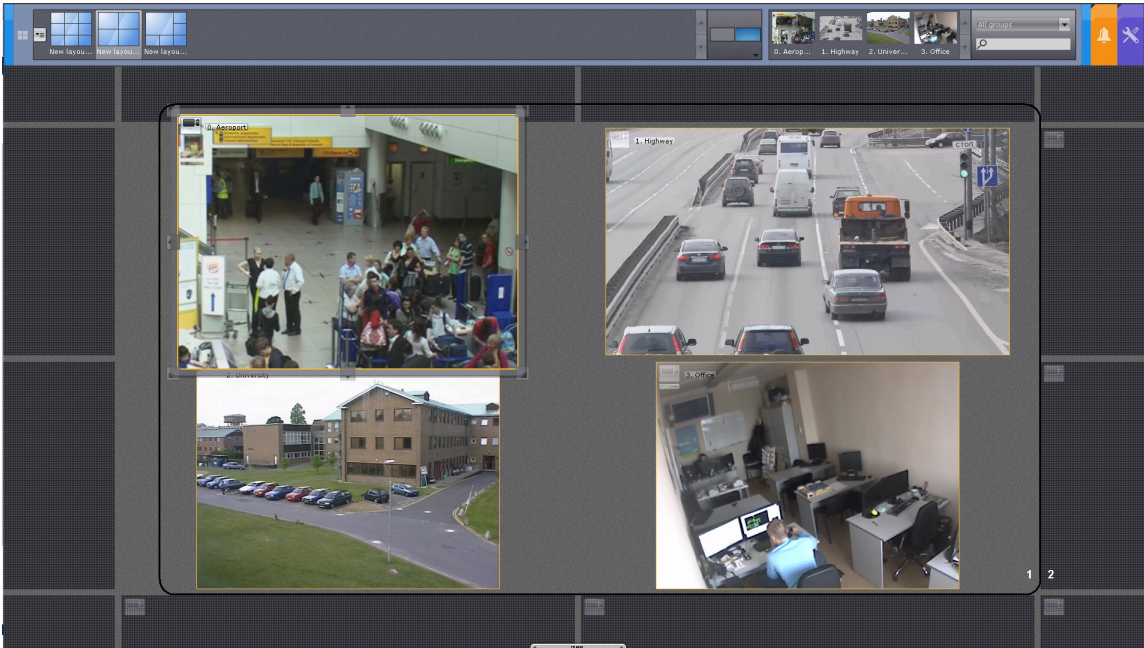 New layou... New layou... New layou...
0. Aerop... 1. Highway 2. Univer... 3. Office
All groups
0. Aeroport
1. Highway
СТОП
2. University
3. Office
1 2